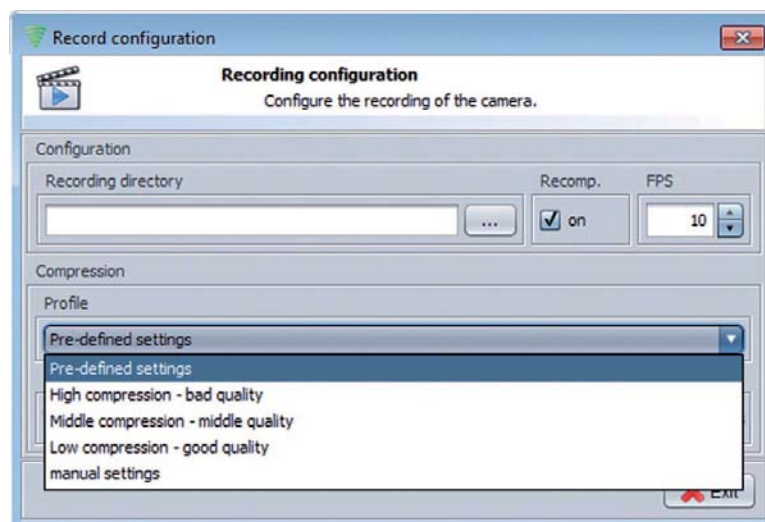 Record configuration
Recording configuration
Configure the recording of the camera.
Configuration
Recording directory
Recomp.
FPS
...
on
10
Compression
Profile
Pre-defined settings
Pre-defined settings
High compression - bad quality
Middle compression - middle quality
Low compression - good quality
manual settings
Exit